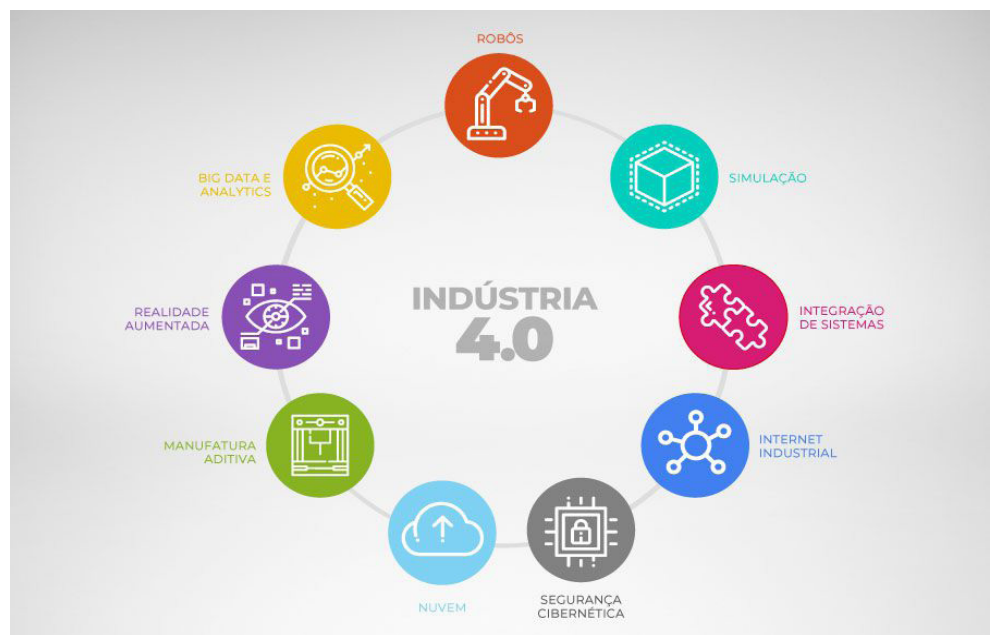 ROBÔS
SIMULAÇÃO
INTEGRAÇÃO
DE SISTEMAS
INTERNET
INDUSTRIAL
SEGURANÇA
CIBERNÉTICA
NUVEM
MANUFATURA
ADITIVA
REALIDADE
AUMENTADA
BIG DATA E
ANALYTICS
INDÚSTRIA
4.0